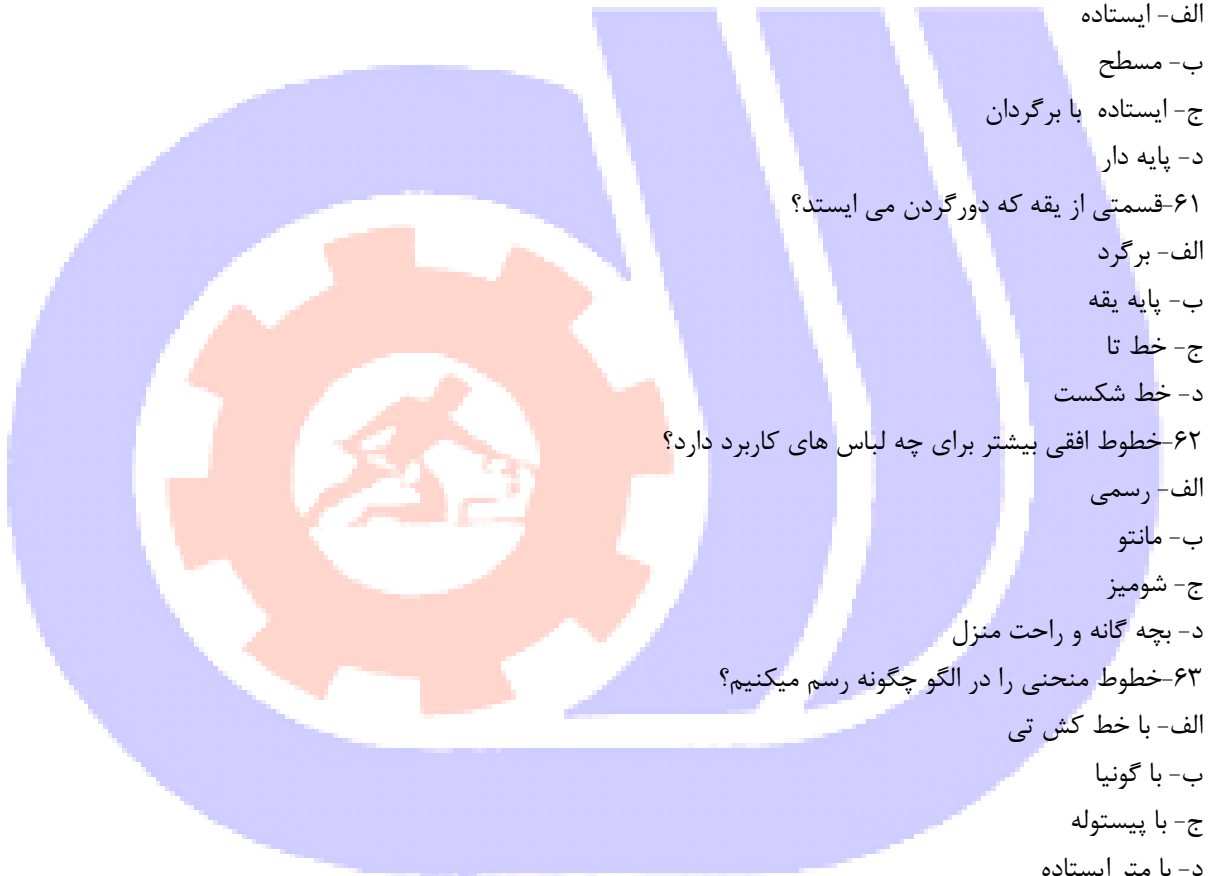 الف- ایستاده
ب- مسطح
ج- ایستاده با برگردان
د- پایه دار
۶۱-قسمتی از یقه که دورگردن می ایستد؟
الف- برگرد
ب- پایه یقه
ج- خط تا
د- خط شکست
۶۲-خطوط افقی بیشتر برای چه لباس های کاربرد دارد؟
الف- رسمی
ب- مانتو
ج- شومیز
د- بچه گانه و راحت منزل
۶۳-خطوط منحنی را در الگو چگونه رسم میکنیم؟
الف- با خط کش تی
ب- با گونیا
ج- با پیستوله
د- با متر ایستاده